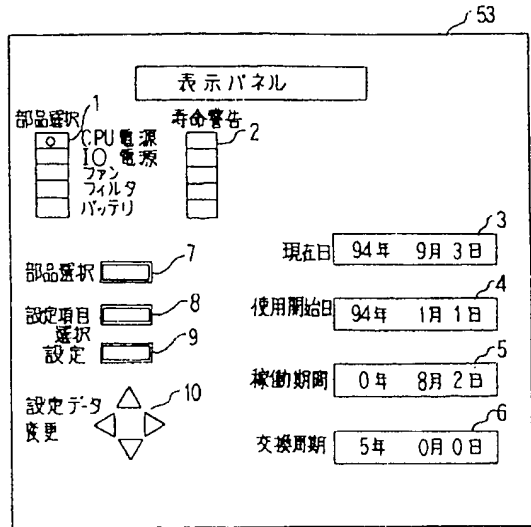 53
表示パネル
部品選択 1 寿命警告 2
CPU電源
IO 電源
ファン
フィルタ
バッテリ
部品選択 7
設定項目選択 8
設定 9
設定データ変更 10
3
現在日 94年 9月3日
4
使用開始日 94年 1月1日
5
稼働期間 0年 8月2日
6
交換周期 5年 0月0日